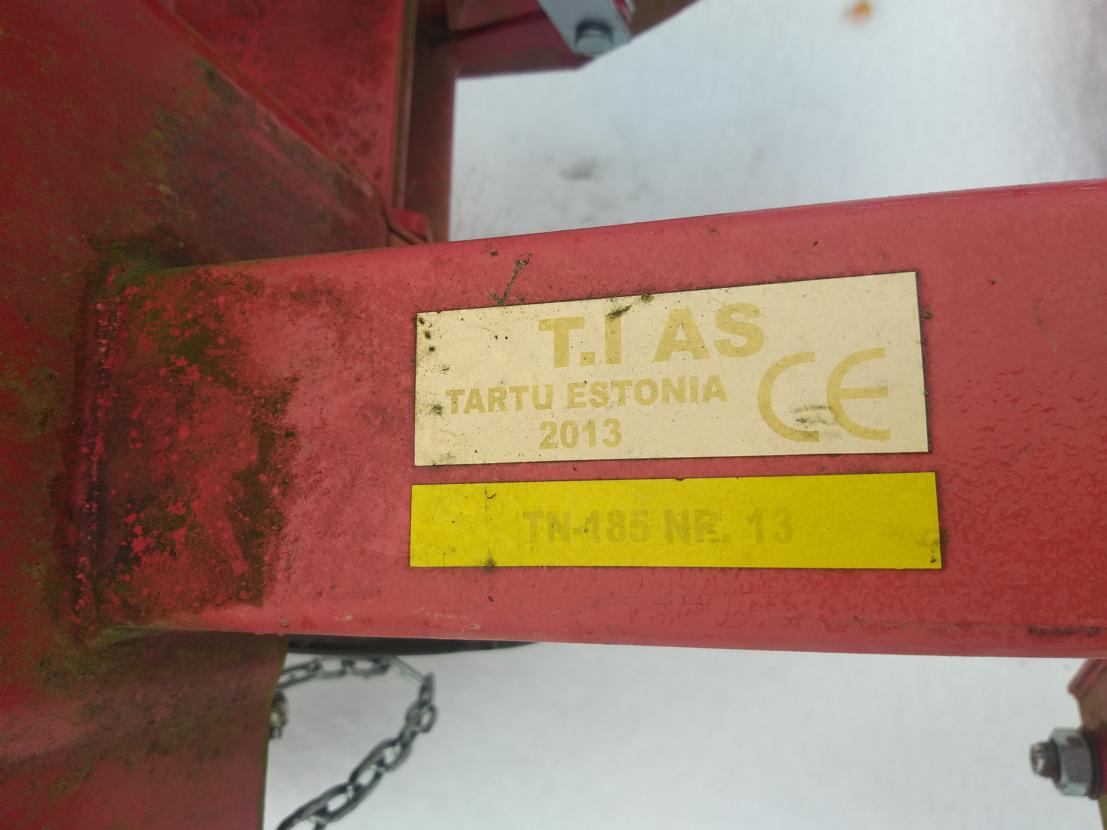 T.I AS
TARTU ESTONIA
2013
CE
TN-185 NR. 13